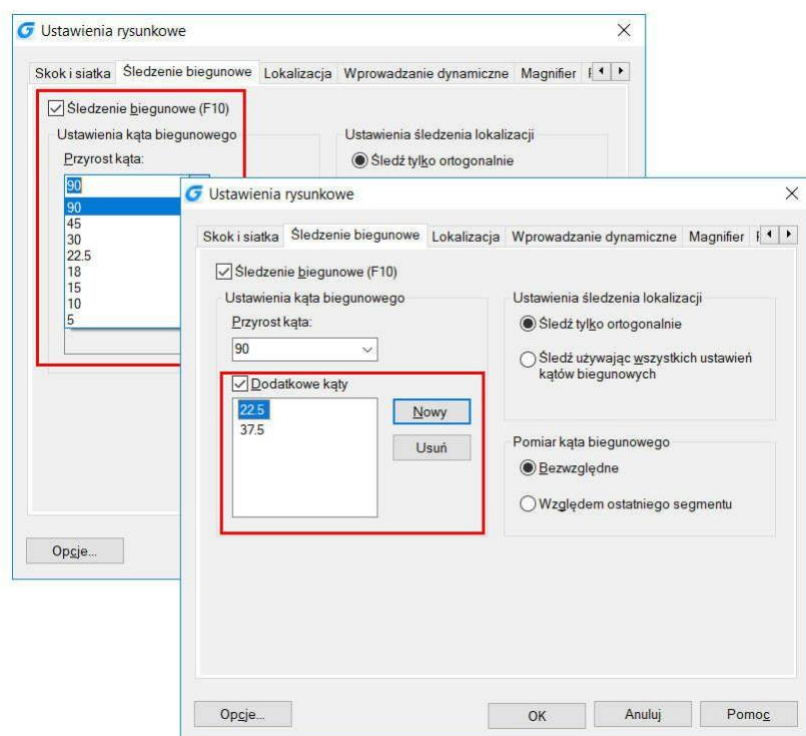 Ustawienia rysunkowe
Skok i siatka Śledzenie biegunowe Lokalizacja Wprowadzanie dynamiczne Magnifier
Śledzenie biegunowe (F10)
Ustawienia kąta biegunowego
Przyrost kąta:
90
90
45
30
22.5
18
15
10
5
Ustawienia śledzenia lokalizacji
Śledź tylko ortogonalnie
Opcje...
Ustawienia rysunkowe
Skok i siatka Śledzenie biegunowe Lokalizacja Wprowadzanie dynamiczne Magnifier
Śledzenie biegunowe (F10)
Ustawienia kąta biegunowego
Przyrost kąta:
90
Dodatkowe kąty
22.5
37.5
Nowy
Usuń
Ustawienia śledzenia lokalizacji
Śledź tylko ortogonalnie
Śledź używając wszystkich ustawień
kątów biegunowych
Pomiar kąta biegunowego
Bezwzględne
Względem ostatniego segmentu
Opcje...
OK Anuluj Pomoc